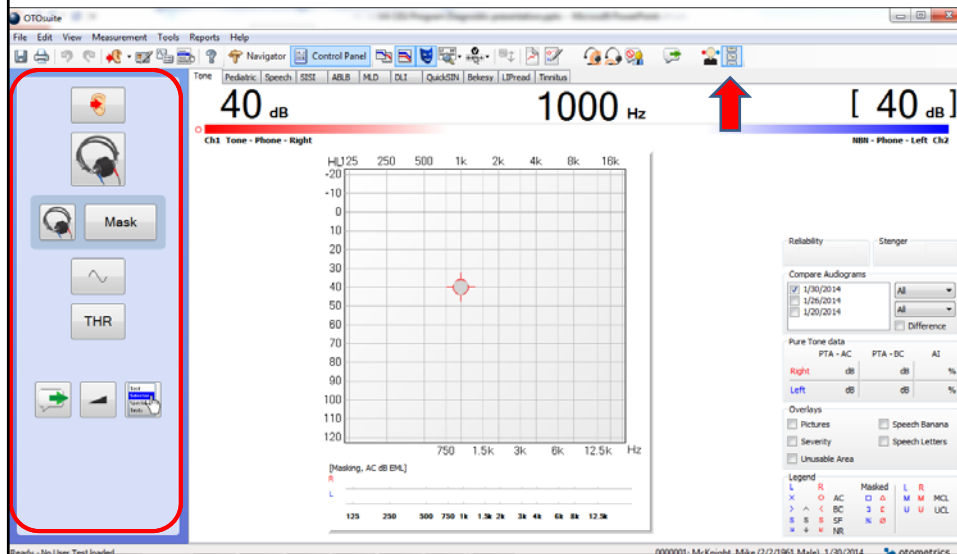 OTOsuite
File Edit View Measurement Tools Reports Help
Navigator Control Panel
Tone Pediatric Speech SISI ABLB MLD DLI QuickSIN Bekesy LIPread Tinnitus
40 dB 1000 Hz [ 40 dB ]
Ch1 Tone - Phone - Right NBN - Phone - Left Ch2
HL 125 250 500 1k 2k 4k 8k 16k
-20
-10
0
10
20
30
40
50
60
70
80
90
100
110
120
750 1.5k 3k 6k 12.5k Hz
[Masking, AC dB EML]
R
L
125 250 500 750 1k 1.5k 2k 3k 4k 6k 8k 12.5k
Mask
THR
Reliability Stenger
Compare Audiograms
1/30/2014 All
1/26/2014
1/20/2014 All
Difference
Pure Tone data
PTA - AC PTA - BC AI
Right dB dB %
Left dB dB %
Overlays
Pictures Speech Banana
Severity Speech Letters
Unusable Area
Legend
L R Masked L R
X O AC □ Δ M M MCL
> ^ < BC ] [ U U UCL
S S S SF
NR
Ready - No User Test loaded 0000001: McKnight, Mike (2/2/1961 Male), 1/30/2014 otometrics